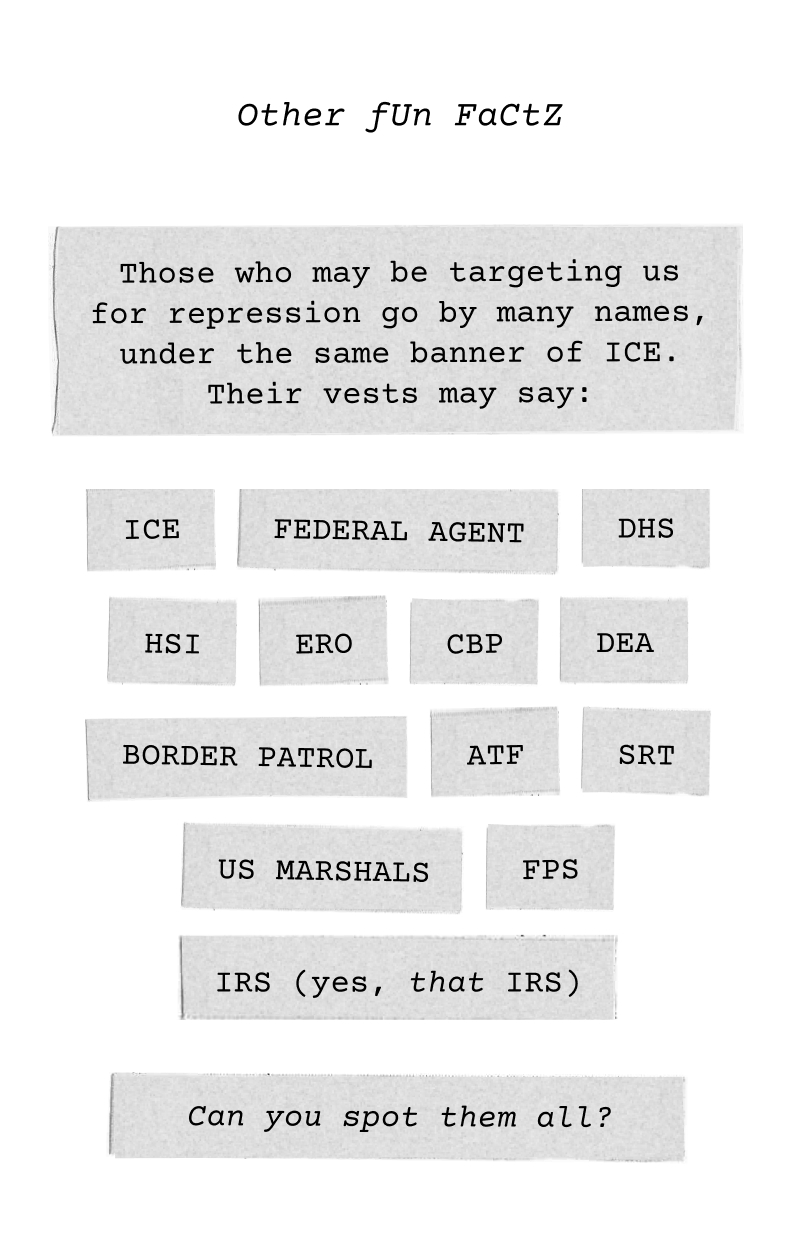 Other fUn FaCtZ
Those who may be targeting us
for repression go by many names,
under the same banner of ICE.
Their vests may say:
ICE FEDERAL AGENT DHS
HSI ERO CBP DEA
BORDER PATROL ATF SRT
US MARSHALS FPS
IRS (yes, that IRS)
Can you spot them all?